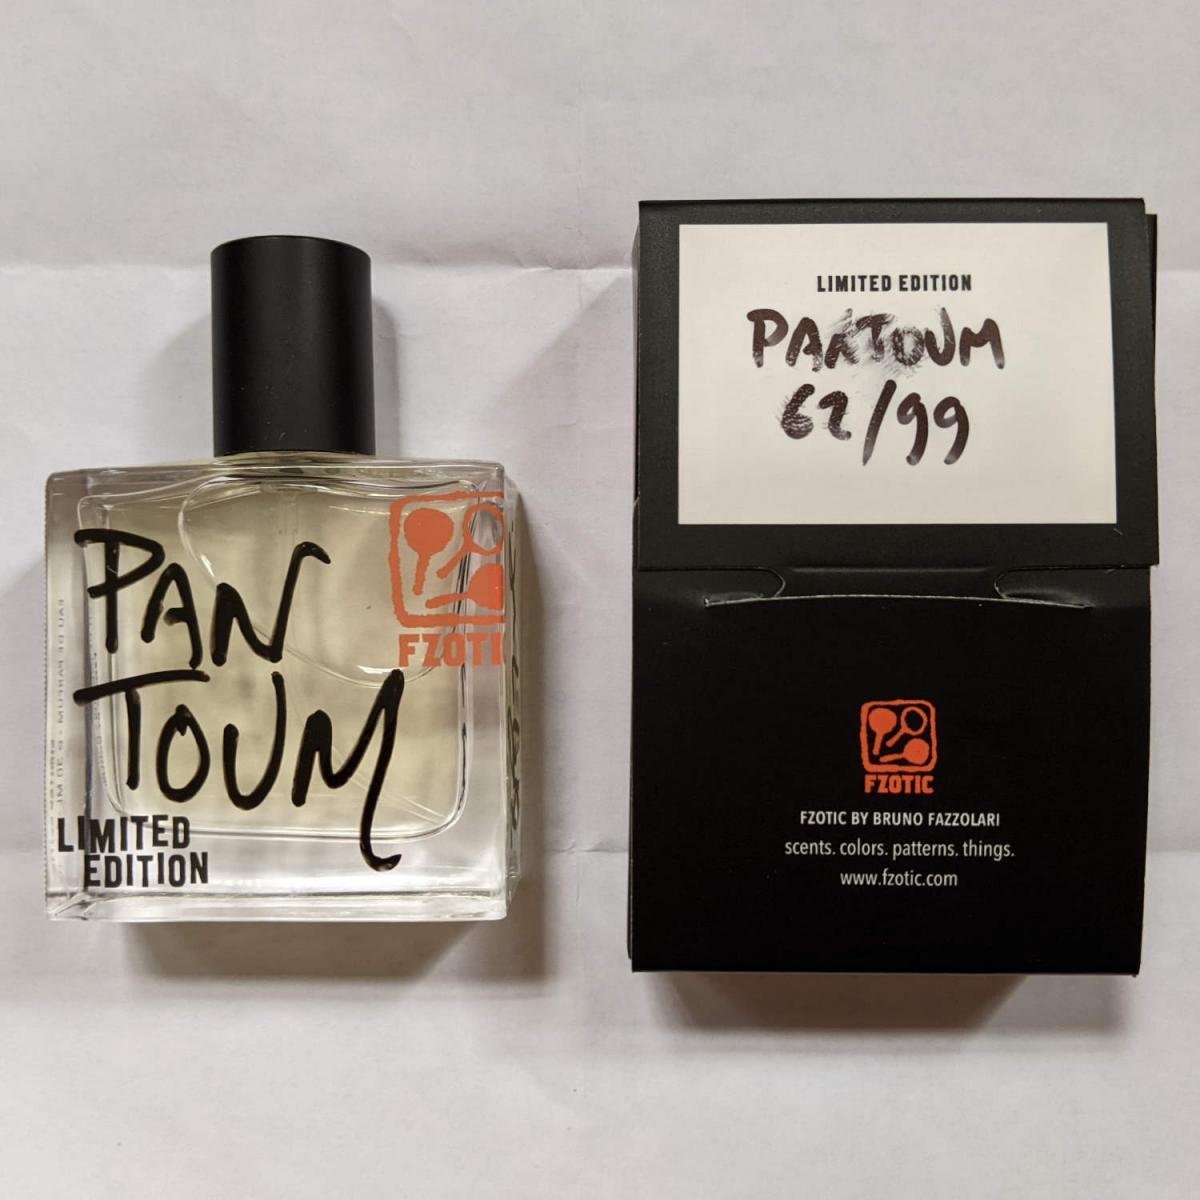 PAN
TOUM
LIMITED
EDITION
FZOTI
LIMITED EDITION
PANTOUM
62/99
FZOTIC
FZOTIC BY BRUNO FAZZOLARI
scents. colors. patterns. things.
www.fzotic.com